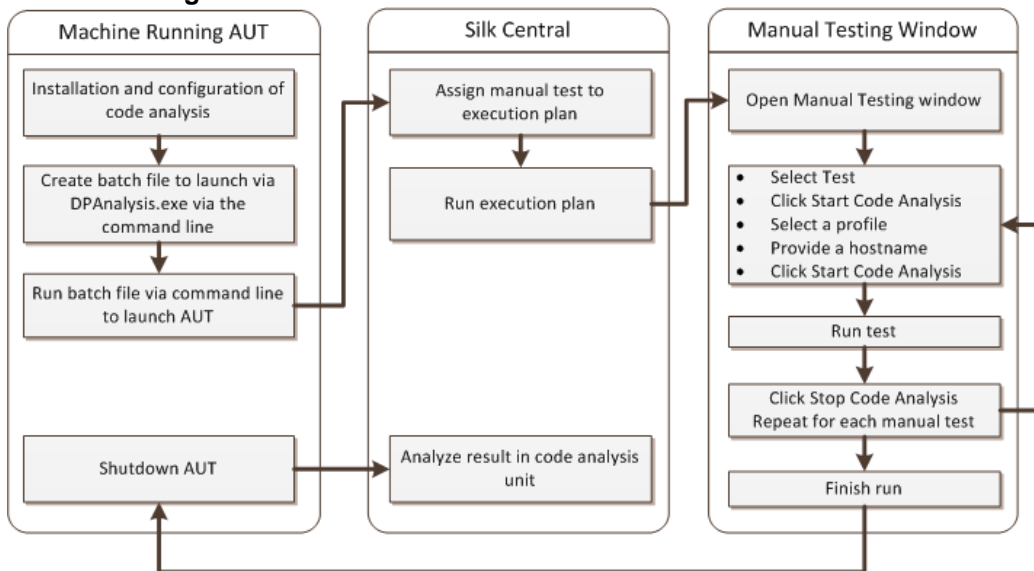 Machine Running AUT
Installation and configuration of
code analysis
Create batch file to launch via
DPAnalysis.exe via the
command line
Run batch file via command line
to launch AUT
Shutdown AUT
Silk Central
Assign manual test to
execution plan
Run execution plan
Analyze result in code analysis
unit
Manual Testing Window
Open Manual Testing window
• Select Test
• Click Start Code Analysis
• Select a profile
• Provide a hostname
• Click Start Code Analysis
Run test
Click Stop Code Analysis
Repeat for each manual test
Finish run